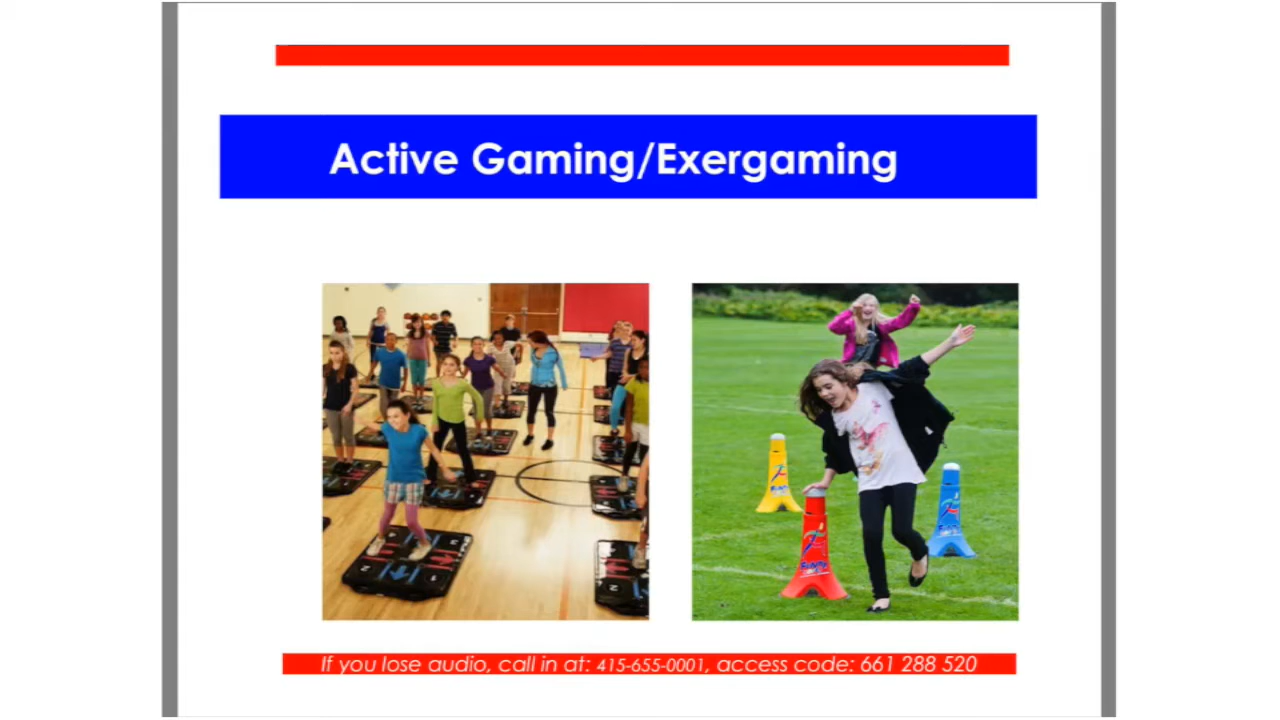 Active Gaming/Exergaming
If you lose audio, call in at: 415-655-0001, access code: 661 288 520